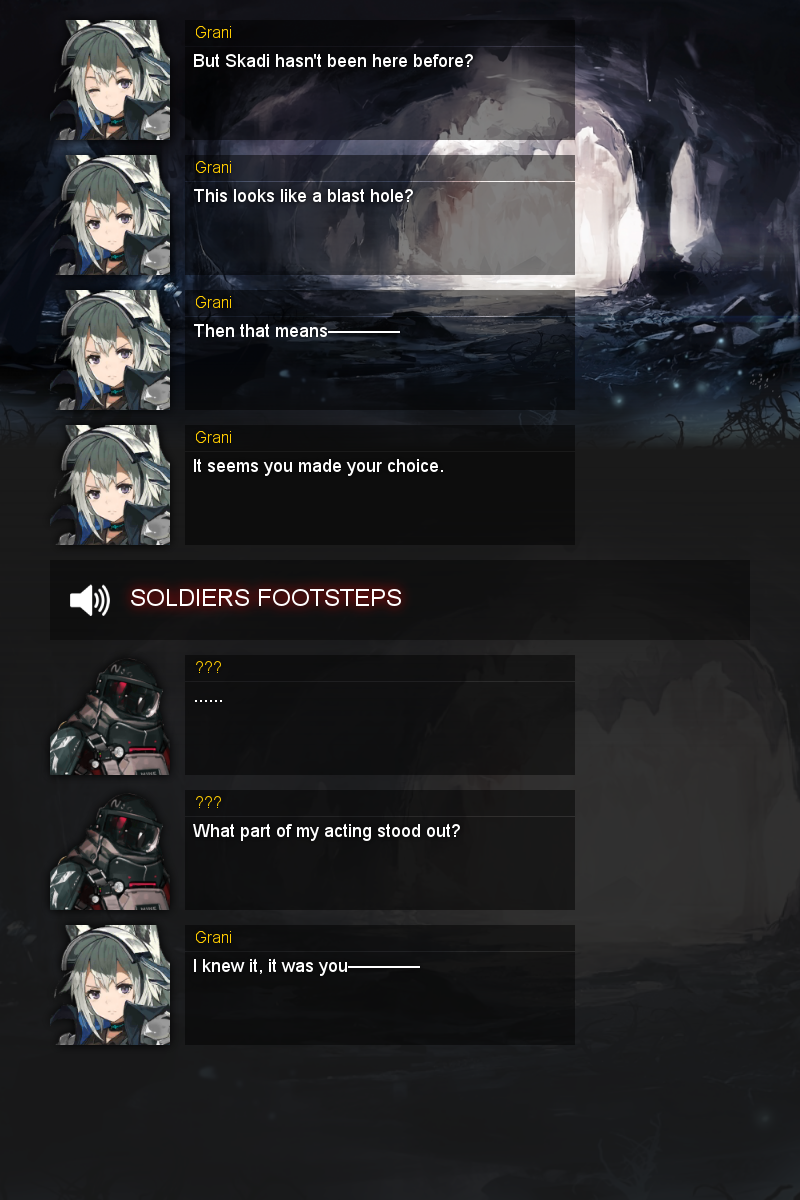 Grani
But Skadi hasn't been here before?
Grani
This looks like a blast hole?
Grani
Then that means————
Grani
It seems you made your choice.
SOLDIERS FOOTSTEPS
???
......
???
What part of my acting stood out?
Grani
I knew it, it was you————